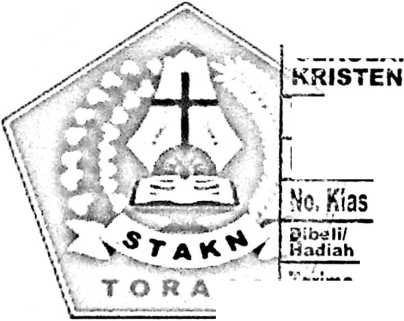 KRISTEN
No. Klas
Dibeli/
Hadiah
STAKN
TORA